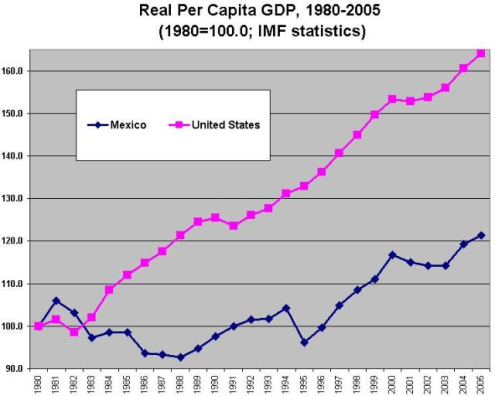 Real Per Capita GDP, 1980-2005
(1980=100.0; IMF statistics)
160.0
150.0
140.0
130.0
120.0
110.0
100.0
90.0
Mexico United States
1980 1981 1982 1983 1984 1985 1986 1987 1988 1989 1990 1991 1992 1993 1994 1995 1996 1997 1998 1999 2000 2001 2002 2003 2004 2005